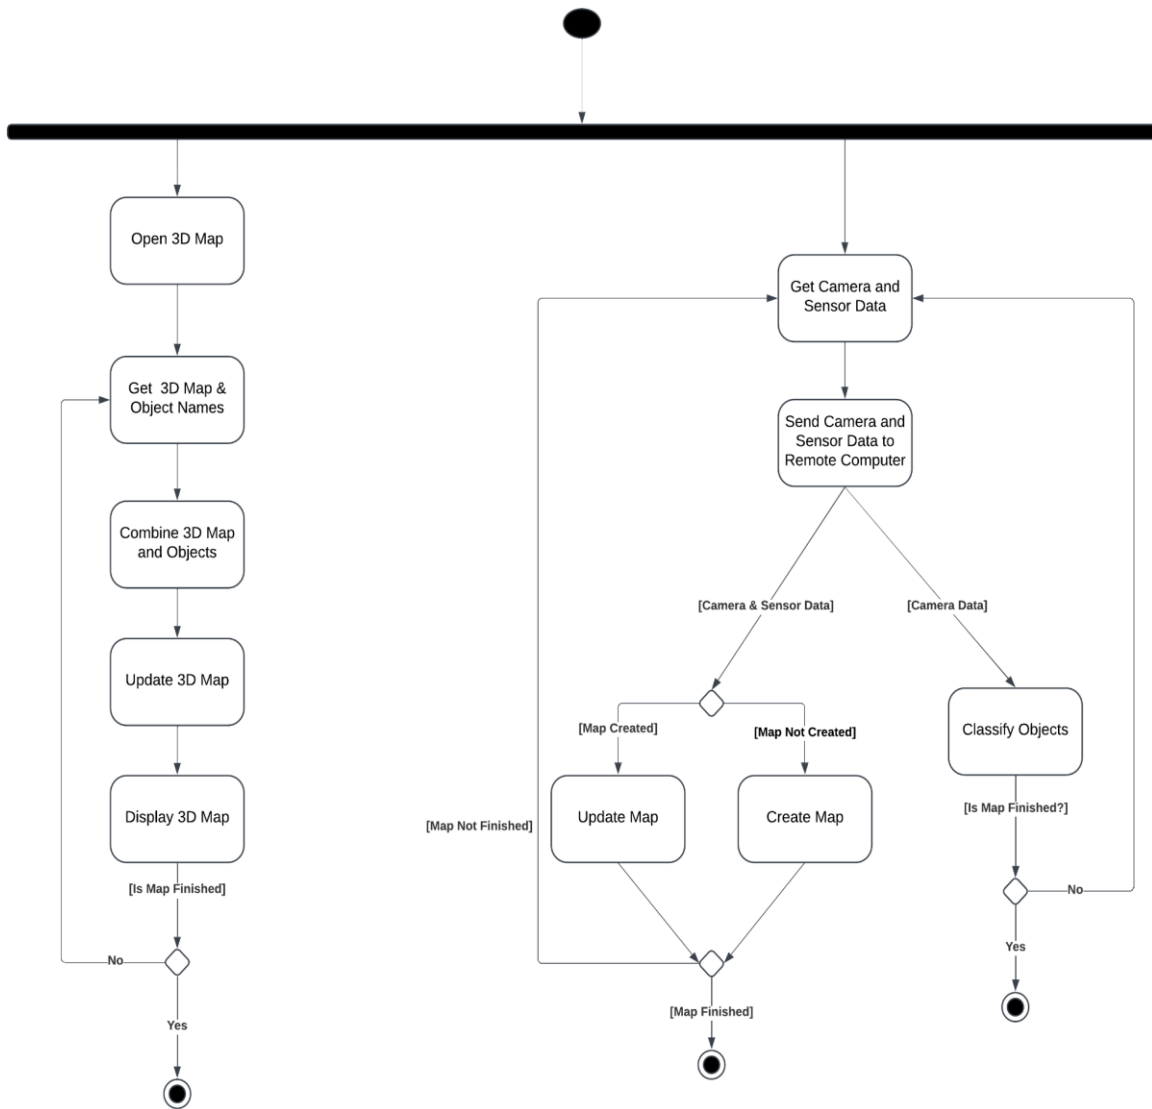 Open 3D Map
Get  3D Map &
Object Names
Combine 3D Map
and Objects
Update 3D Map
Display 3D Map
[Is Map Finished]
No
Yes
Get Camera and
Sensor Data
Send Camera and
Sensor Data to
Remote Computer
[Camera & Sensor Data]
[Camera Data]
[Map Created]
[Map Not Created]
Update Map
Create Map
[Map Not Finished]
[Map Finished]
Classify Objects
[Is Map Finished?]
No
Yes